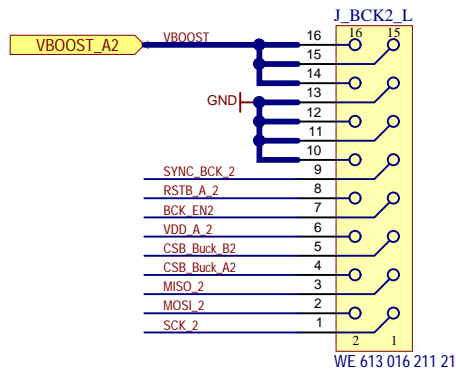 J_BCK2_L
VBOOST_A2
VBOOST
16
16
15
15
14
GND
13
12
11
10
SYNC_BCK_2
9
RSTB_A_2
8
BCK_EN2
7
VDD_A_2
6
CSB_Buck_B2
5
CSB_Buck_A2
4
MISO_2
3
MOSI_2
2
SCK_2
1
2
1
WE 613 016 211 21